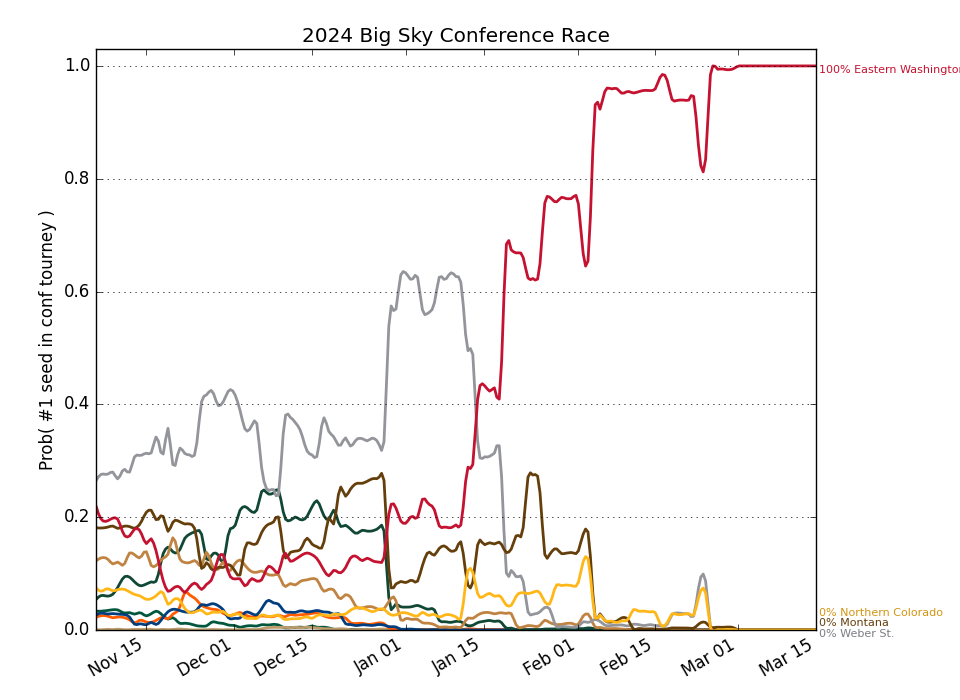 2024 Big Sky Conference Race
Prob( #1 seed in conf tourney )
1.0
0.8
0.6
0.4
0.2
0.0
Nov 15
Dec 01
Dec 15
Jan 01
Jan 15
Feb 01
Feb 15
Mar 01
Mar 15
100% Eastern Washington
0% Northern Colorado
0% Montana
0% Weber St.